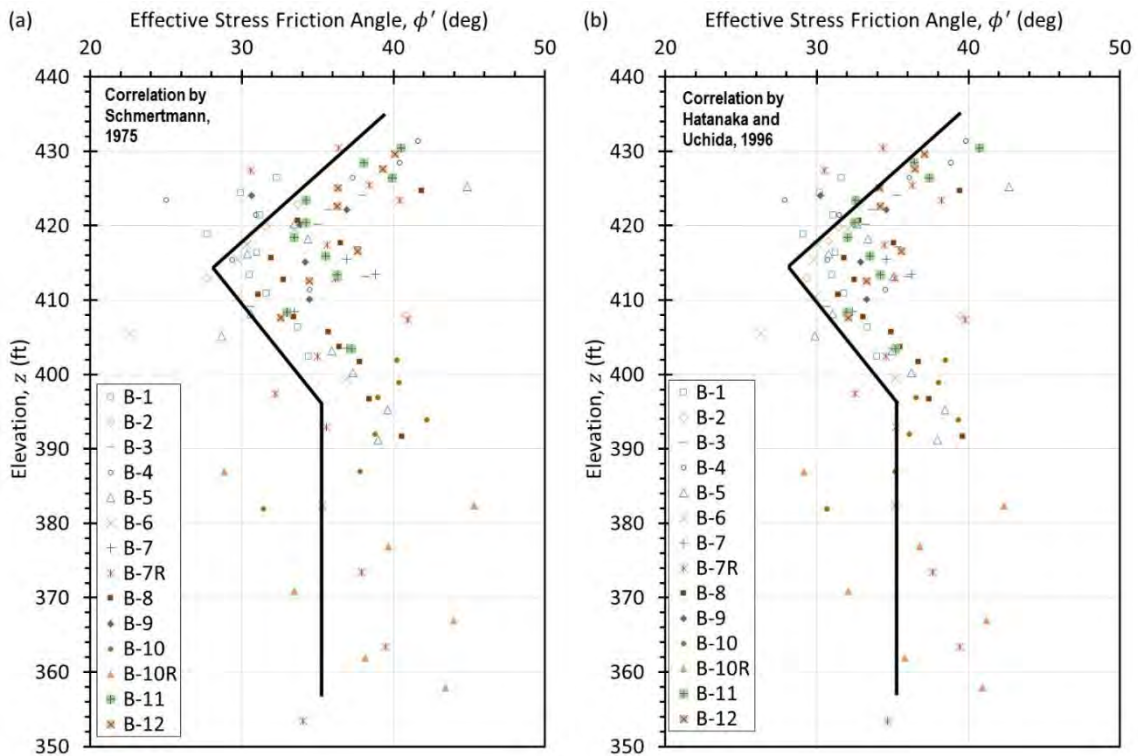 (a) Effective Stress Friction Angle, ϕ′ (deg)
20 30 40 50
440
430
420
410
400
390
380
370
360
350
Elevation, z (ft)
Correlation by
Schmertmann,
1975
B-1
B-2
B-3
B-4
B-5
B-6
B-7
B-7R
B-8
B-9
B-10
B-10R
B-11
B-12
(b) Effective Stress Friction Angle, ϕ′ (deg)
20 30 40 50
440
430
420
410
400
390
380
370
360
350
Elevation, z (ft)
Correlation by
Hatanaka and
Uchida, 1996
B-1
B-2
B-3
B-4
B-5
B-6
B-7
B-7R
B-8
B-9
B-10
B-10R
B-11
B-12